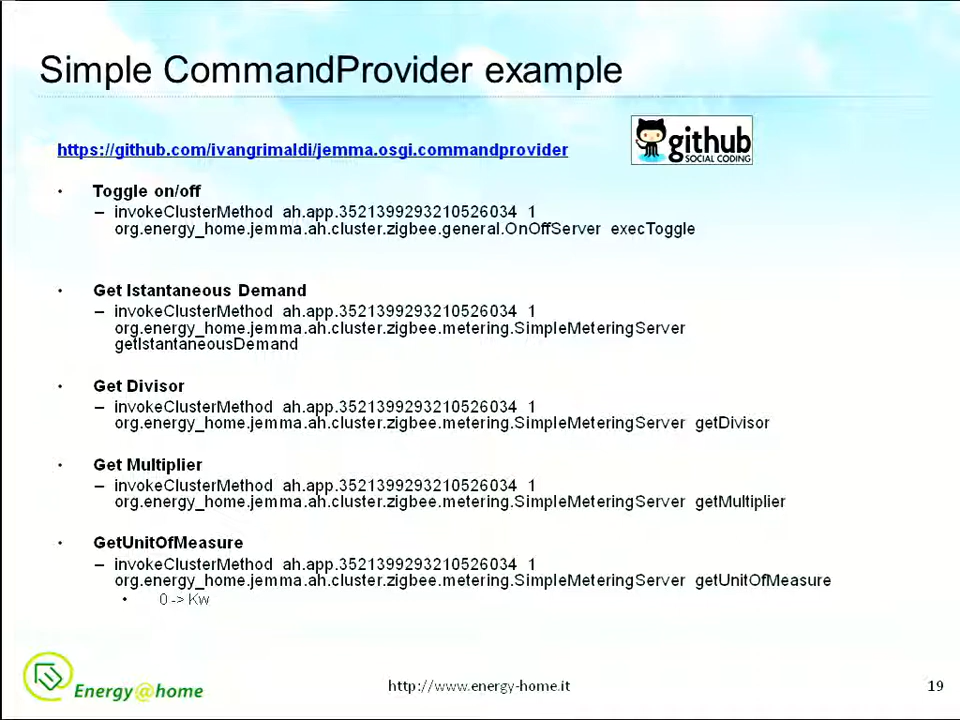 Simple CommandProvider example
https://github.com/ivangrimaldi/jemma.osgi.commandprovider
github
SOCIAL CODING
• Toggle on/off
– invokeClusterMethod ah.app.3521399293210526034 1
org.energy_home.jemma.ah.cluster.zigbee.general.OnOffServer execToggle
• Get Istantaneous Demand
– invokeClusterMethod ah.app.3521399293210526034 1
org.energy_home.jemma.ah.cluster.zigbee.metering.SimpleMeteringServer
getIstantaneousDemand
• Get Divisor
– invokeClusterMethod ah.app.3521399293210526034 1
org.energy_home.jemma.ah.cluster.zigbee.metering.SimpleMeteringServer getDivisor
• Get Multiplier
– invokeClusterMethod ah.app.3521399293210526034 1
org.energy_home.jemma.ah.cluster.zigbee.metering.SimpleMeteringServer getMultiplier
• GetUnitOfMeasure
– invokeClusterMethod ah.app.3521399293210526034 1
org.energy_home.jemma.ah.cluster.zigbee.metering.SimpleMeteringServer getUnitOfMeasure
• 0 -> Kw
Energy@home
http://www.energy-home.it
19